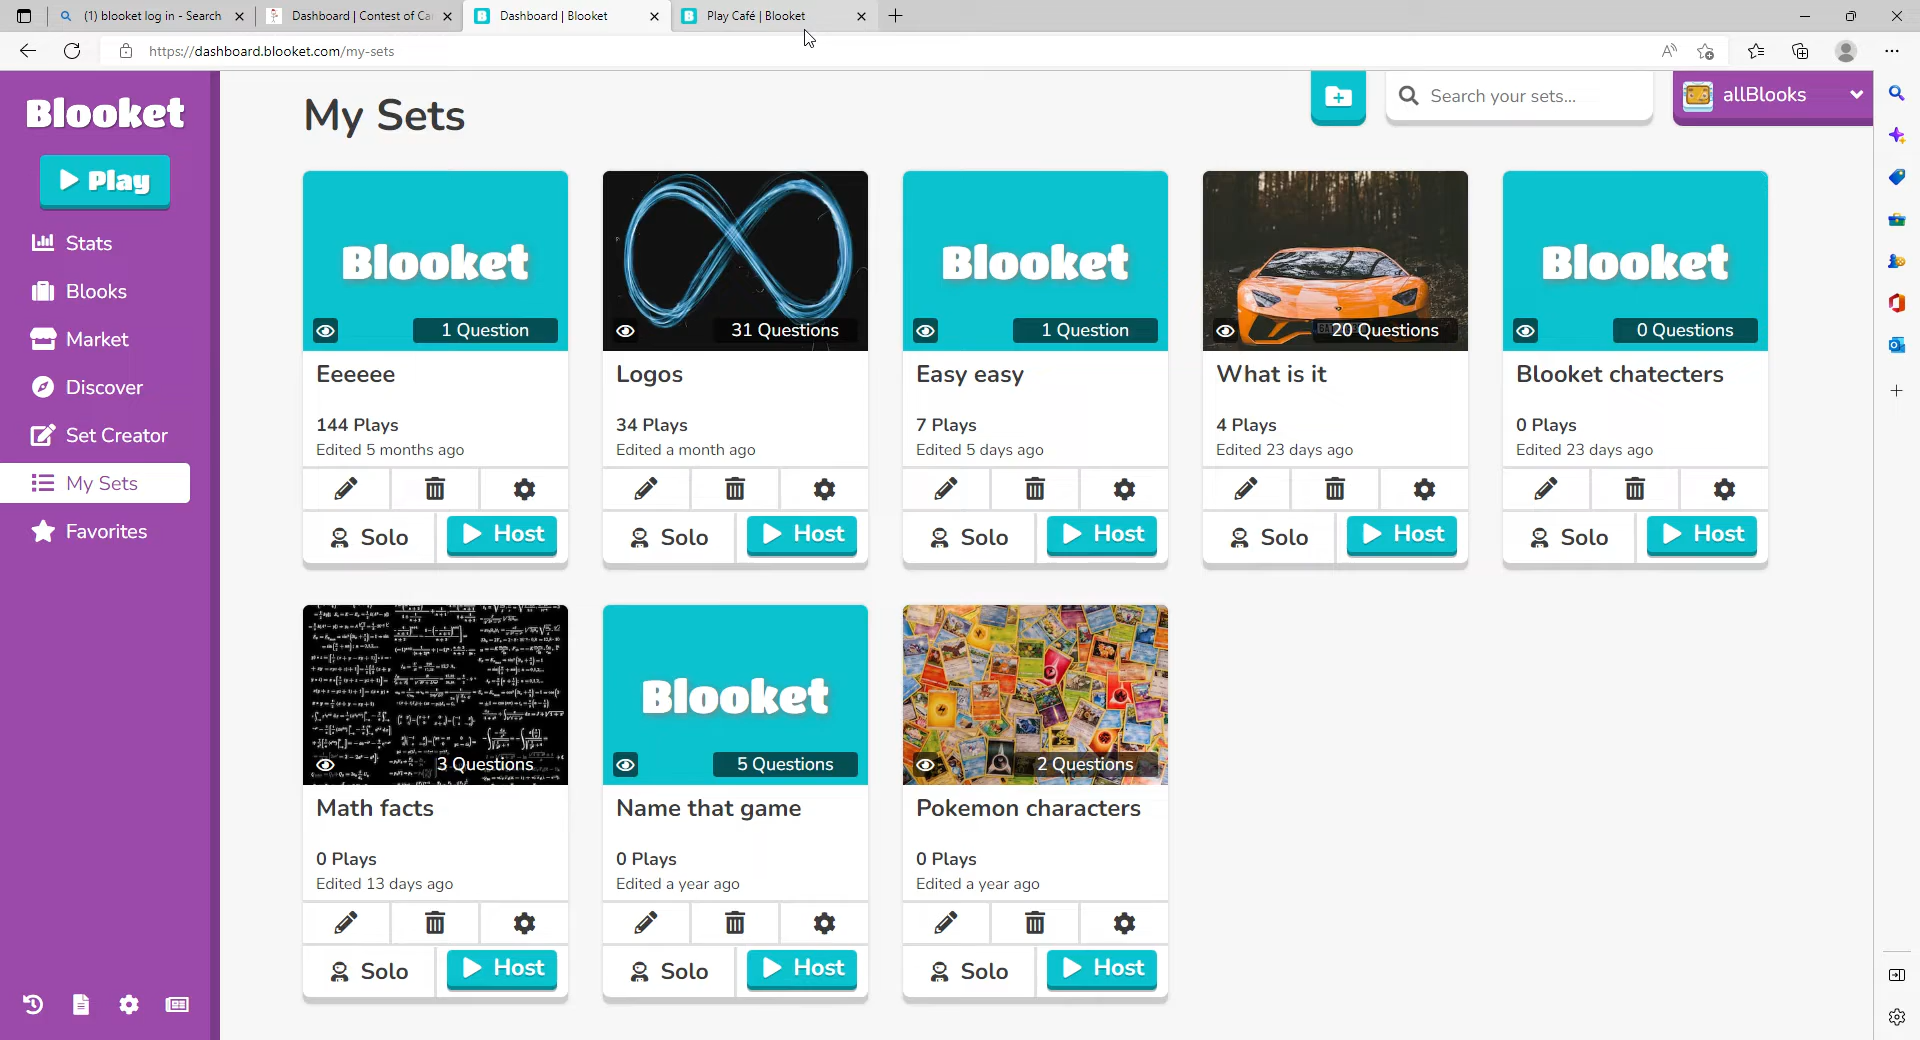 (1) blooket log in - Search
Dashboard | Contest of Ca
Dashboard | Blooket
Play Café | Blooket
https://dashboard.blooket.com/my-sets
Blooket
Play
Stats
Blooks
Market
Discover
Set Creator
My Sets
Favorites
My Sets
Search your sets...
allBlooks
Blooket
1 Question
Eeeeee
144 Plays
Edited 5 months ago
Solo
Host
31 Questions
Logos
34 Plays
Edited a month ago
Solo
Host
Blooket
1 Question
Easy easy
7 Plays
Edited 5 days ago
Solo
Host
20 Questions
What is it
4 Plays
Edited 23 days ago
Solo
Host
Blooket
0 Questions
Blooket chatecters
0 Plays
Edited 23 days ago
Solo
Host
3 Questions
Math facts
0 Plays
Edited 13 days ago
Solo
Host
Blooket
5 Questions
Name that game
0 Plays
Edited a year ago
Solo
Host
2 Questions
Pokemon characters
0 Plays
Edited a year ago
Solo
Host